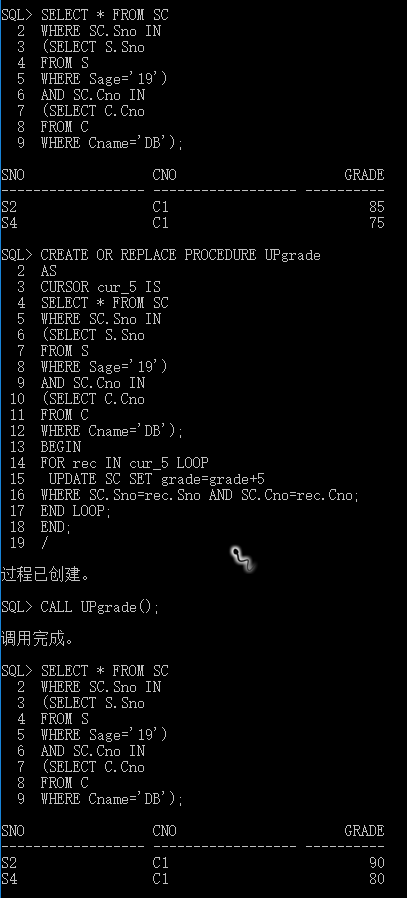 SQL> SELECT * FROM SC
2 WHERE SC.Sno IN
3 (SELECT S.Sno
4 FROM S
5 WHERE Sage='19')
6 AND SC.Cno IN
7 (SELECT C.Cno
8 FROM C
9 WHERE Cname='DB');
SNO CNO GRADE
-------------------- -------------------- ----------
S2 C1 85
S4 C1 75
SQL> CREATE OR REPLACE PROCEDURE UPgrade
2 AS
3 CURSOR cur_5 IS
4 SELECT * FROM SC
5 WHERE SC.Sno IN
6 (SELECT S.Sno
7 FROM S
8 WHERE Sage='19')
9 AND SC.Cno IN
10 (SELECT C.Cno
11 FROM C
12 WHERE Cname='DB');
13 BEGIN
14 FOR rec IN cur_5 LOOP
15 UPDATE SC SET grade=grade+5
16 WHERE SC.Sno=rec.Sno AND SC.Cno=rec.Cno;
17 END LOOP;
18 END;
19 /
过程已创建。
SQL> CALL UPgrade();
调用完成。
SQL> SELECT * FROM SC
2 WHERE SC.Sno IN
3 (SELECT S.Sno
4 FROM S
5 WHERE Sage='19')
6 AND SC.Cno IN
7 (SELECT C.Cno
8 FROM C
9 WHERE Cname='DB');
SNO CNO GRADE
-------------------- -------------------- ----------
S2 C1 90
S4 C1 80